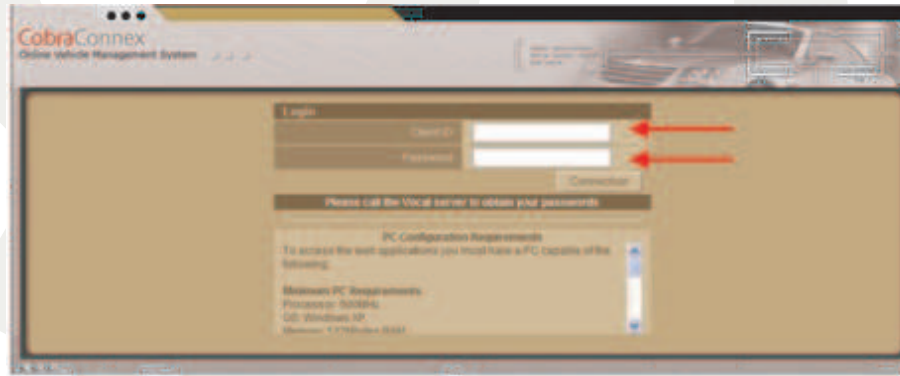 CobraConnex
Online Vehicle Management System
Login
Client ID
Password
Connection
Please call the Vocal server to obtain your passwords
PC Configuration Requirements
To access the web applications you must have a PC capable of the
following:
Minimum PC Requirements
Processor: 500MHz
OS: Windows XP